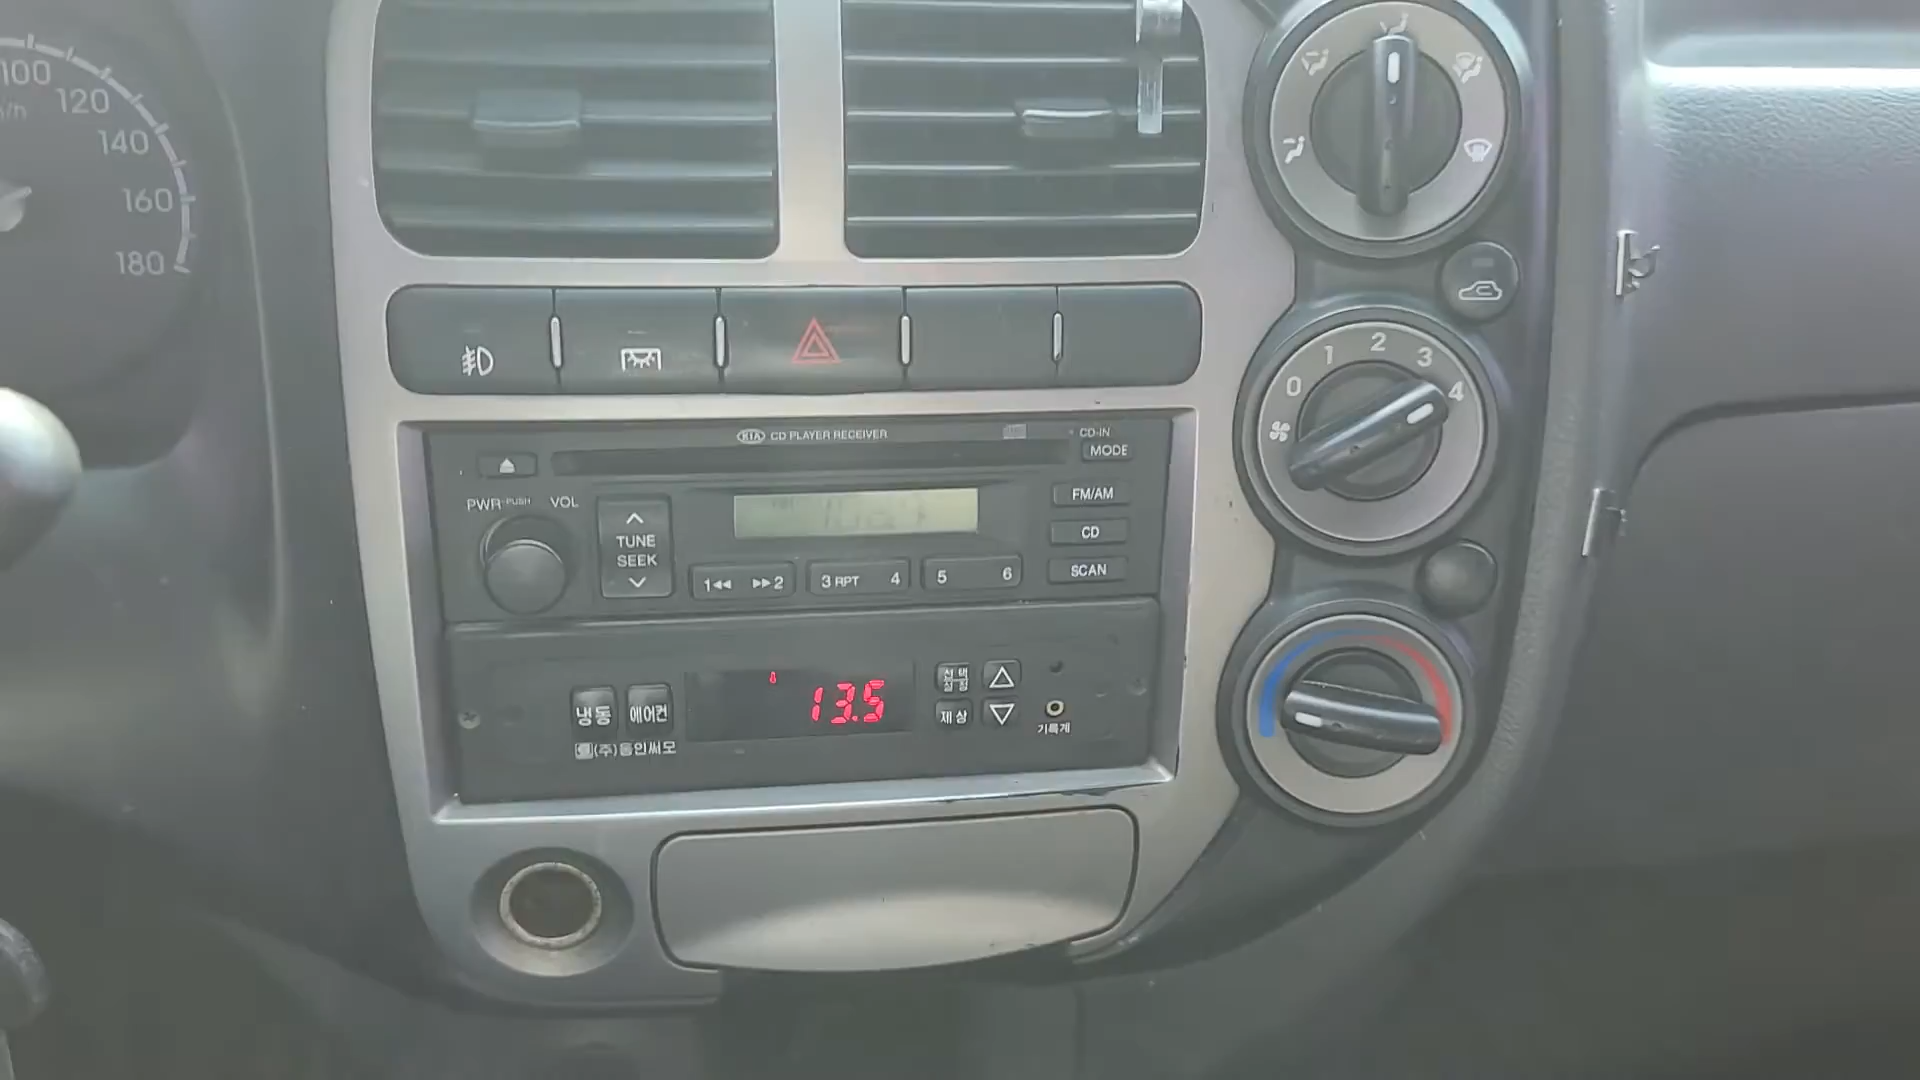 100
120
140
160
180
0 1 2 3 4
KIA CD PLAYER RECEIVER
CD-IN
MODE
PWR-PUSH VOL
TUNE
SEEK
FM/AM
CD
SCAN
1 2 3 RPT 4 5 6
13.5
냉동 에어컨
선택
설정
제상
기록계
(주)동인써모